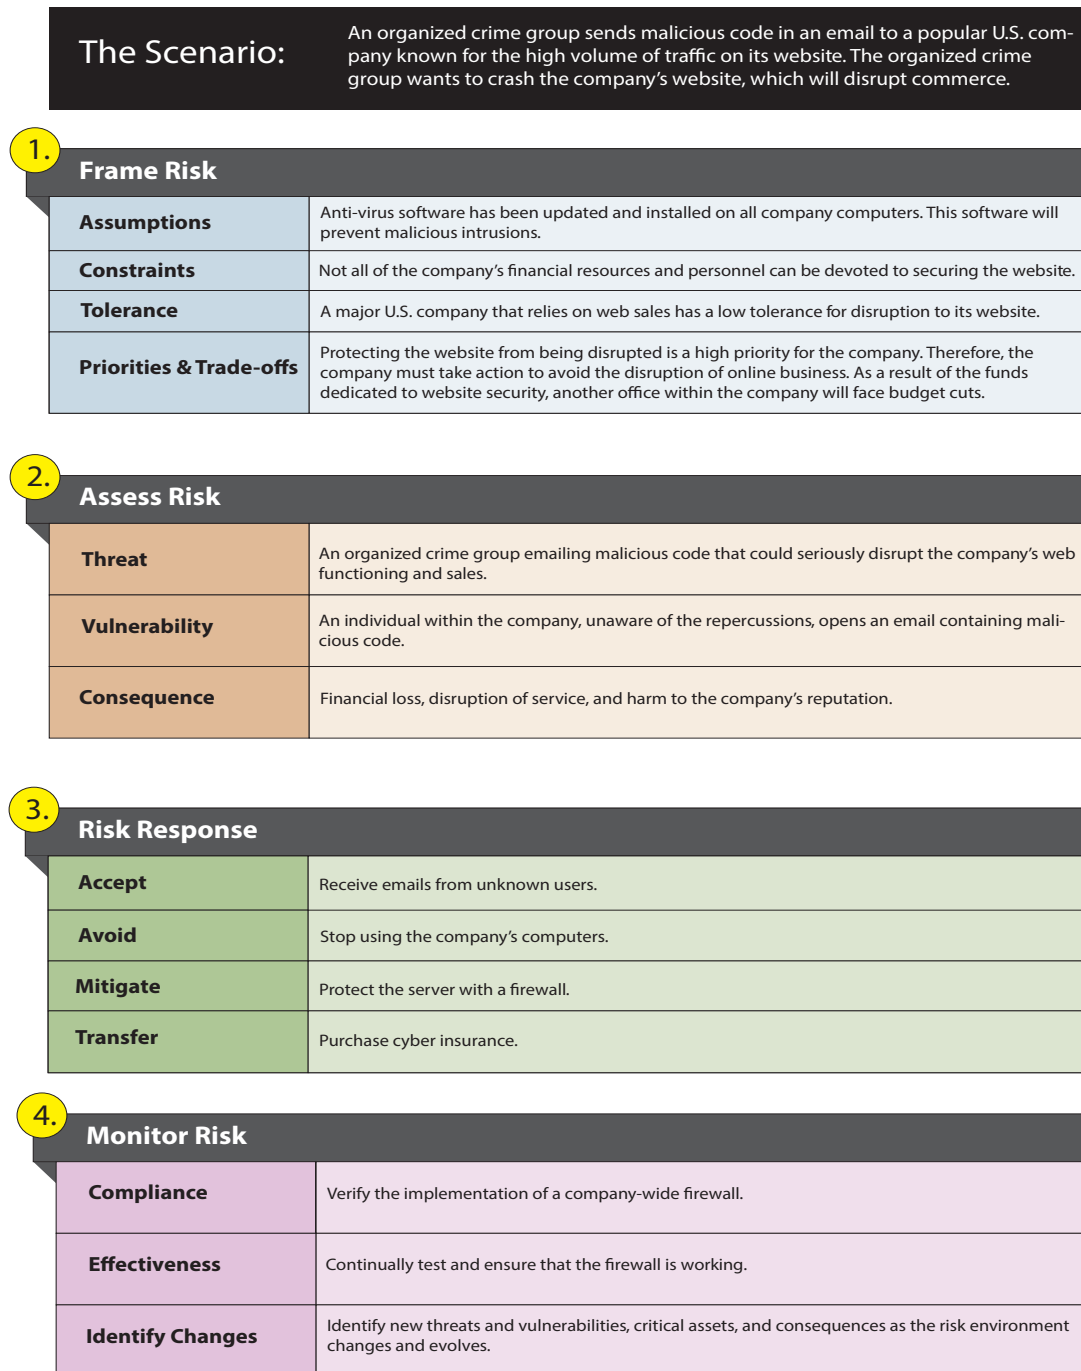 The Scenario:
An organized crime group sends malicious code in an email to a popular U.S. com-
pany known for the high volume of traffic on its website. The organized crime
group wants to crash the company's website, which will disrupt commerce.
1.
Frame Risk
Assumptions
Anti-virus software has been updated and installed on all company computers. This software will
prevent malicious intrusions.
Constraints
Not all of the company's financial resources and personnel can be devoted to securing the website.
Tolerance
A major U.S. company that relies on web sales has a low tolerance for disruption to its website.
Priorities & Trade-offs
Protecting the website from being disrupted is a high priority for the company. Therefore, the
company must take action to avoid the disruption of online business. As a result of the funds
dedicated to website security, another office within the company will face budget cuts.
2.
Assess Risk
Threat
An organized crime group emailing malicious code that could seriously disrupt the company's web
functioning and sales.
Vulnerability
An individual within the company, unaware of the repercussions, opens an email containing mali-
cious code.
Consequence
Financial loss, disruption of service, and harm to the company's reputation.
3.
Risk Response
Accept
Receive emails from unknown users.
Avoid
Stop using the company's computers.
Mitigate
Protect the server with a firewall.
Transfer
Purchase cyber insurance.
4.
Monitor Risk
Compliance
Verify the implementation of a company-wide firewall.
Effectiveness
Continually test and ensure that the firewall is working.
Identify Changes
Identify new threats and vulnerabilities, critical assets, and consequences as the risk environment
changes and evolves.